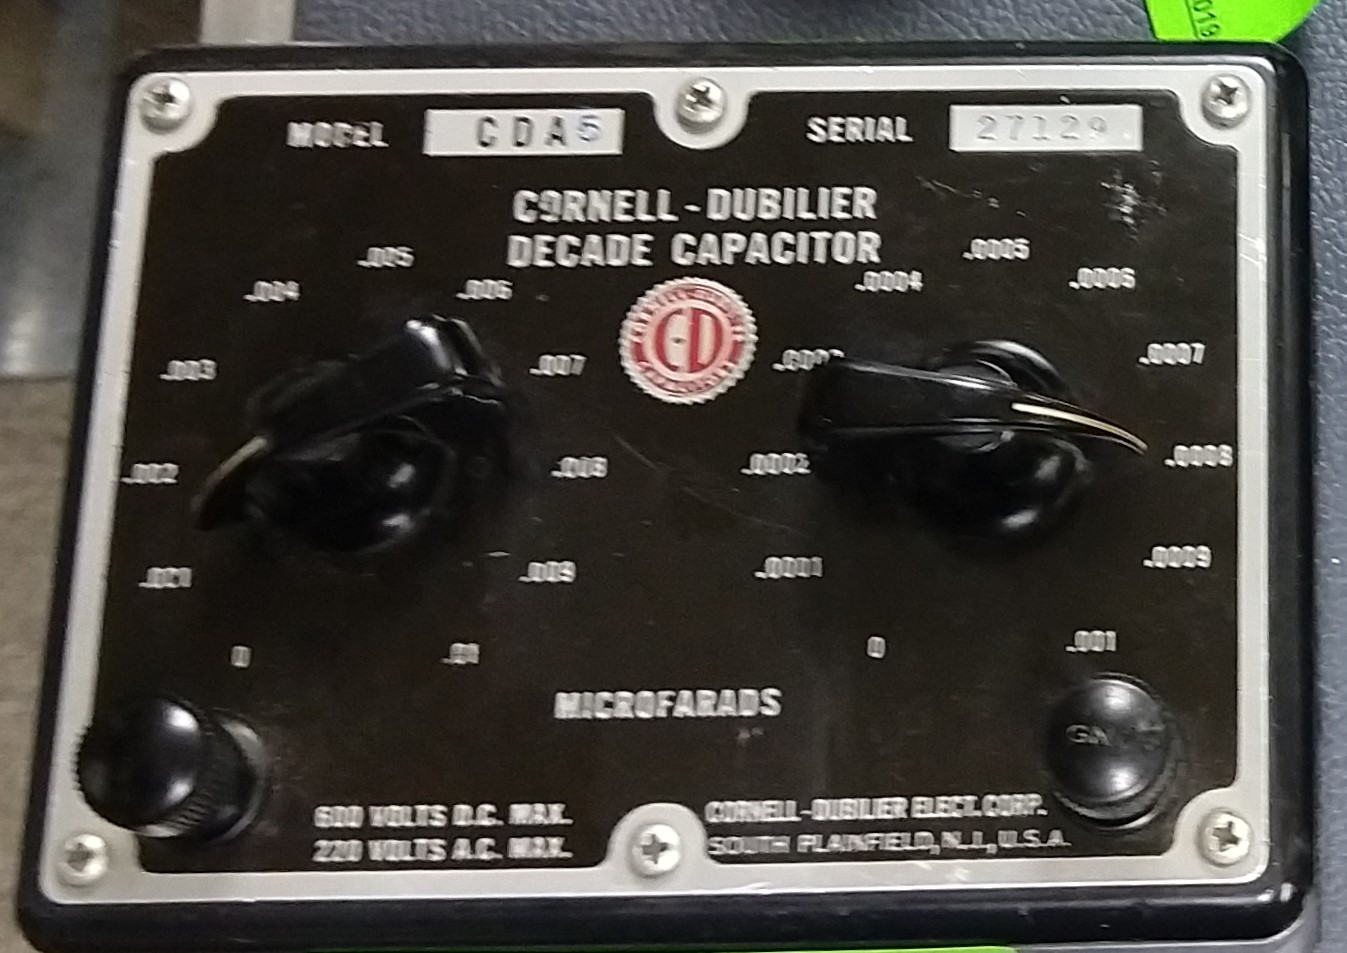 019
MODEL CDA5 SERIAL 27129
CORNELL-DUBILIER
DECADE CAPACITOR
.005 .0005
.004 .006 .0004 .0006
.003 .007 .0007
C-D
.002 .008 .0002 .0008
.001 .009 .0001 .0009
0 .01 0 .001
MICROFARADS
600 VOLTS D.C. MAX. CORNELL-DUBILIER ELECT. CORP.
220 VOLTS A.C. MAX. SOUTH PLAINFIELD, N.J., U.S.A.